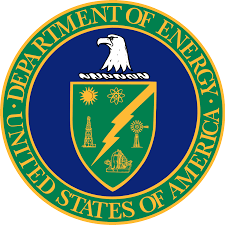 DEPARTMENT OF ENERGY
UNITED STATES OF AMERICA